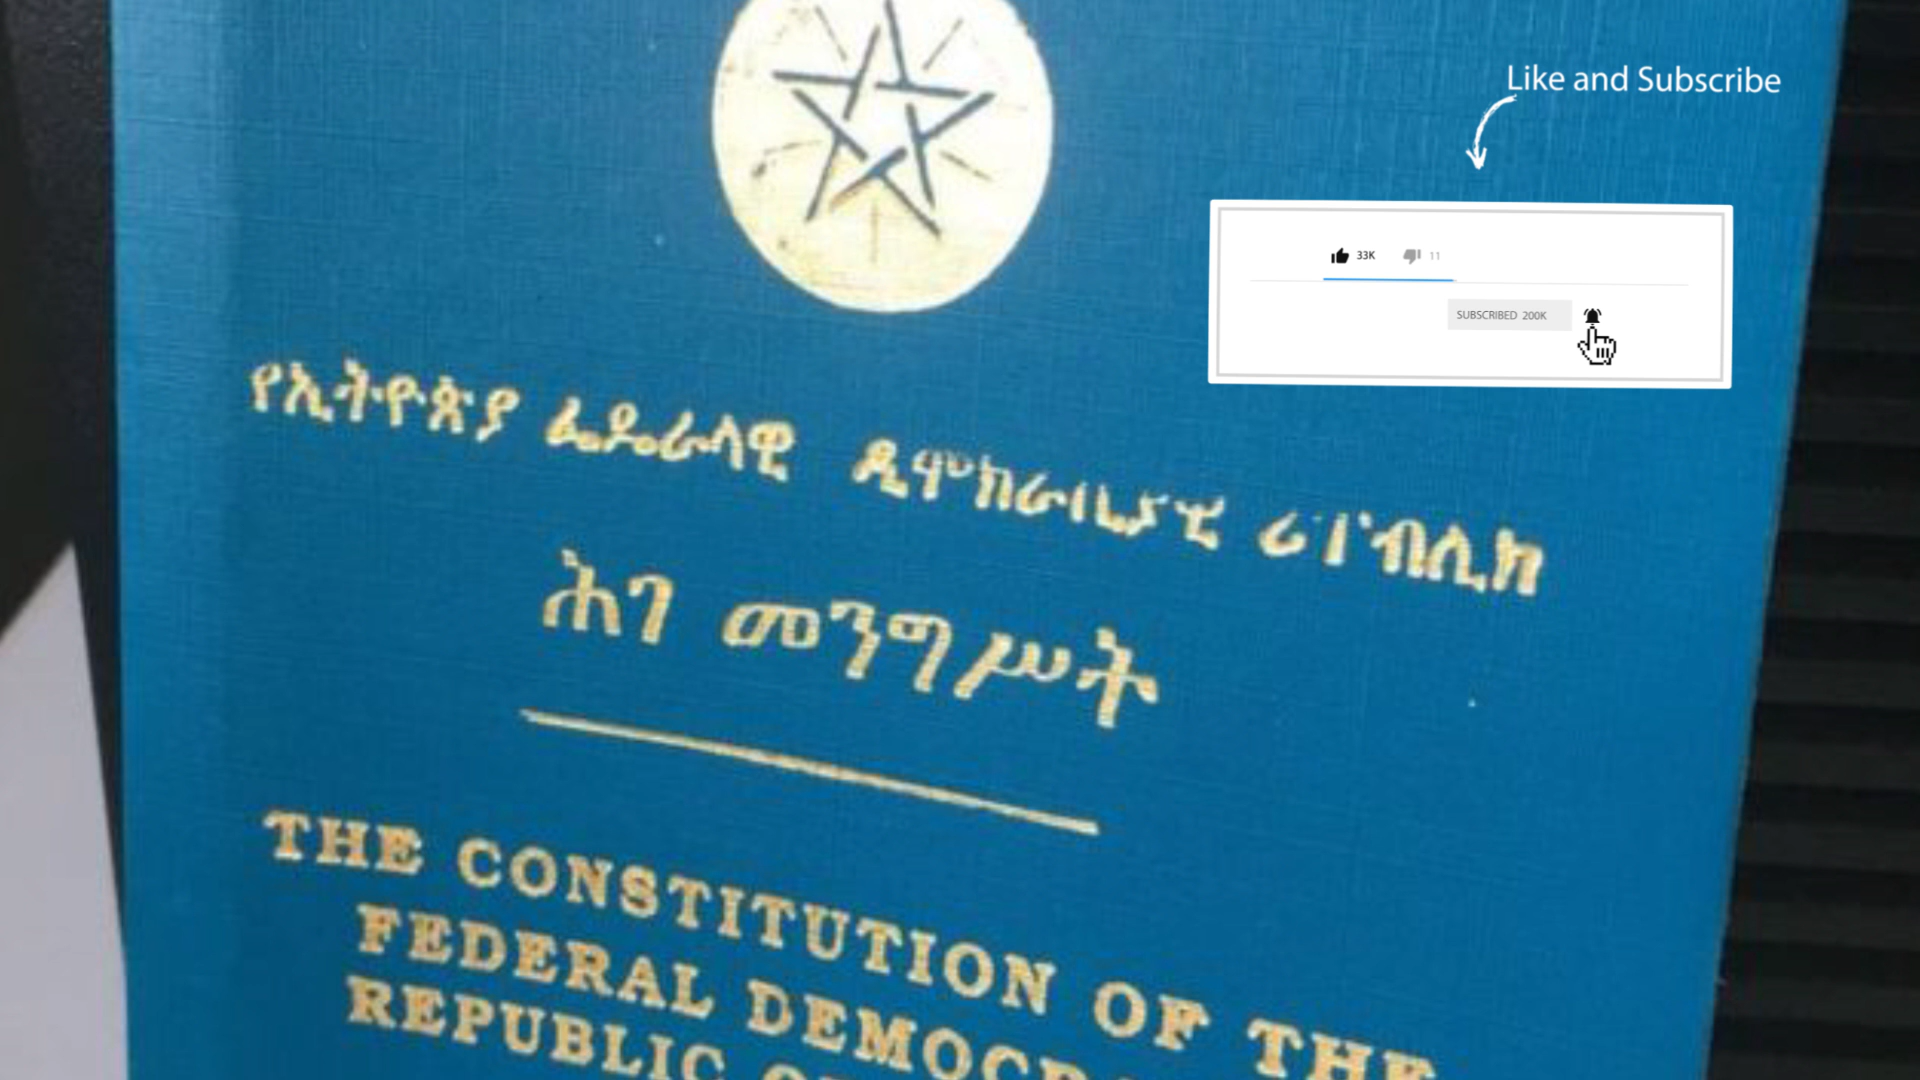 Like and Subscribe
33K 11
SUBSCRIBED 200K
የኢትዮጵያ ፌዴራላዊ ዲሞክራሲያዊ ሪፐብሊክ
ሕገ መንግሥት
THE CONSTITUTION OF THE
FEDERAL DEMOCRA
REPUBLIC O